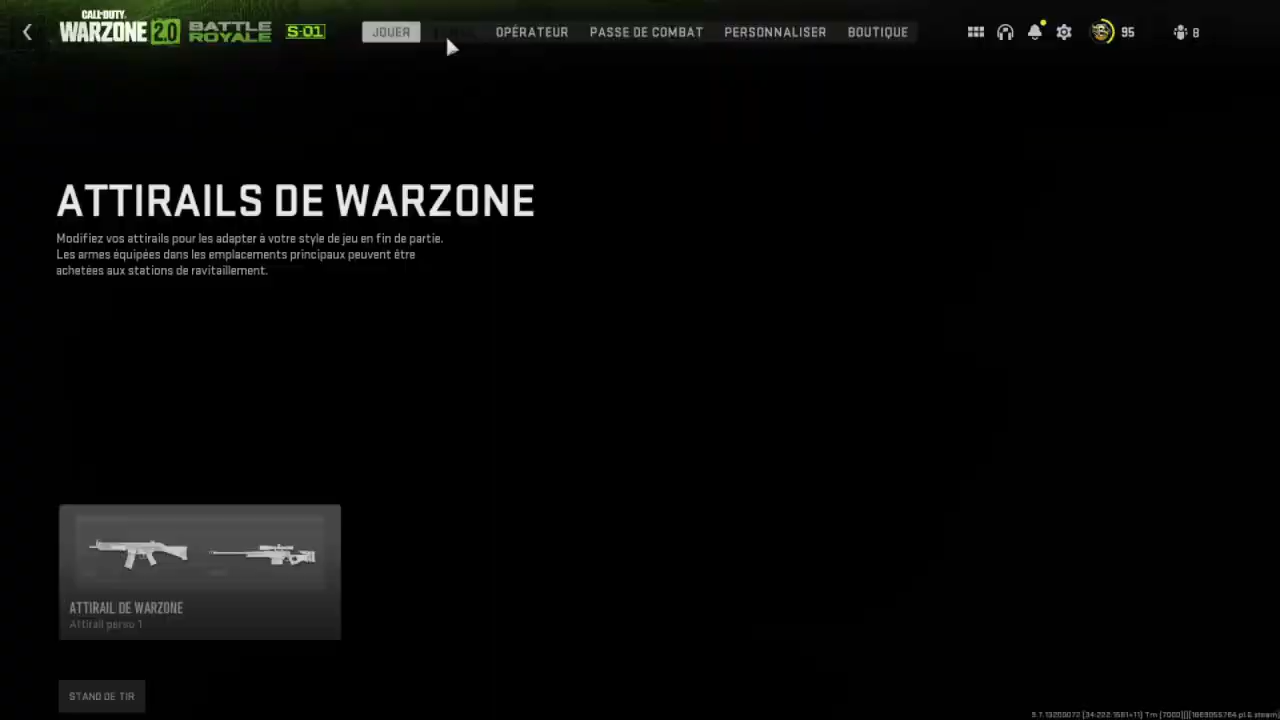 CALL OF DUTY
WARZONE 2.0 BATTLE ROYALE S-01
JOUER
OPÉRATEUR
PASSE DE COMBAT
PERSONNALISER
BOUTIQUE
95
8
ATTIRAILS DE WARZONE
Modifiez vos attirails pour les adapter à votre style de jeu en fin de partie.
Les armes équipées dans les emplacements principaux peuvent être
achetées aux stations de ravitaillement.
ATTIRAIL DE WARZONE
Attirail perso 1
STAND DE TIR